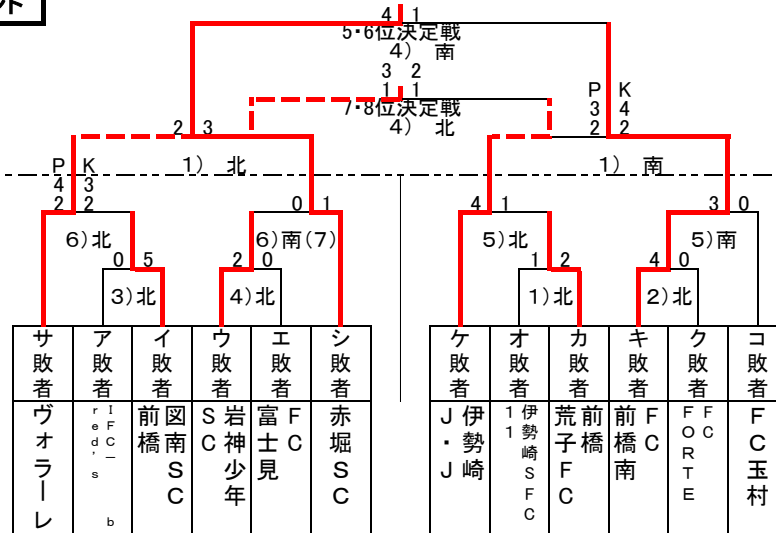 ト
4 1
5・6位決定戦
4) 南
3 2
1 1
7・8位決定戦
4) 北
P K
3 4
2 2
2 3
1) 北
1) 南
P K
4 3
2 2
0 1
4 1
3 0
6)北
6)南(7)
5)北
5)南
0 5
2 0
1 2
4 0
3)北
4)北
1)北
2)北
サ敗者
ア敗者
イ敗者
ウ敗者
エ敗者
シ敗者
ケ敗者
オ敗者
カ敗者
キ敗者
ク敗者
コ敗者
ヴォラーレ
IFC―b
red's
図南SC
前橋
岩神少年
SC
FC
富士見
赤堀SC
伊勢崎
J・J
伊勢崎SFC
11
前橋
荒子FC
FC
前橋南
FC
FORTE
FC玉村